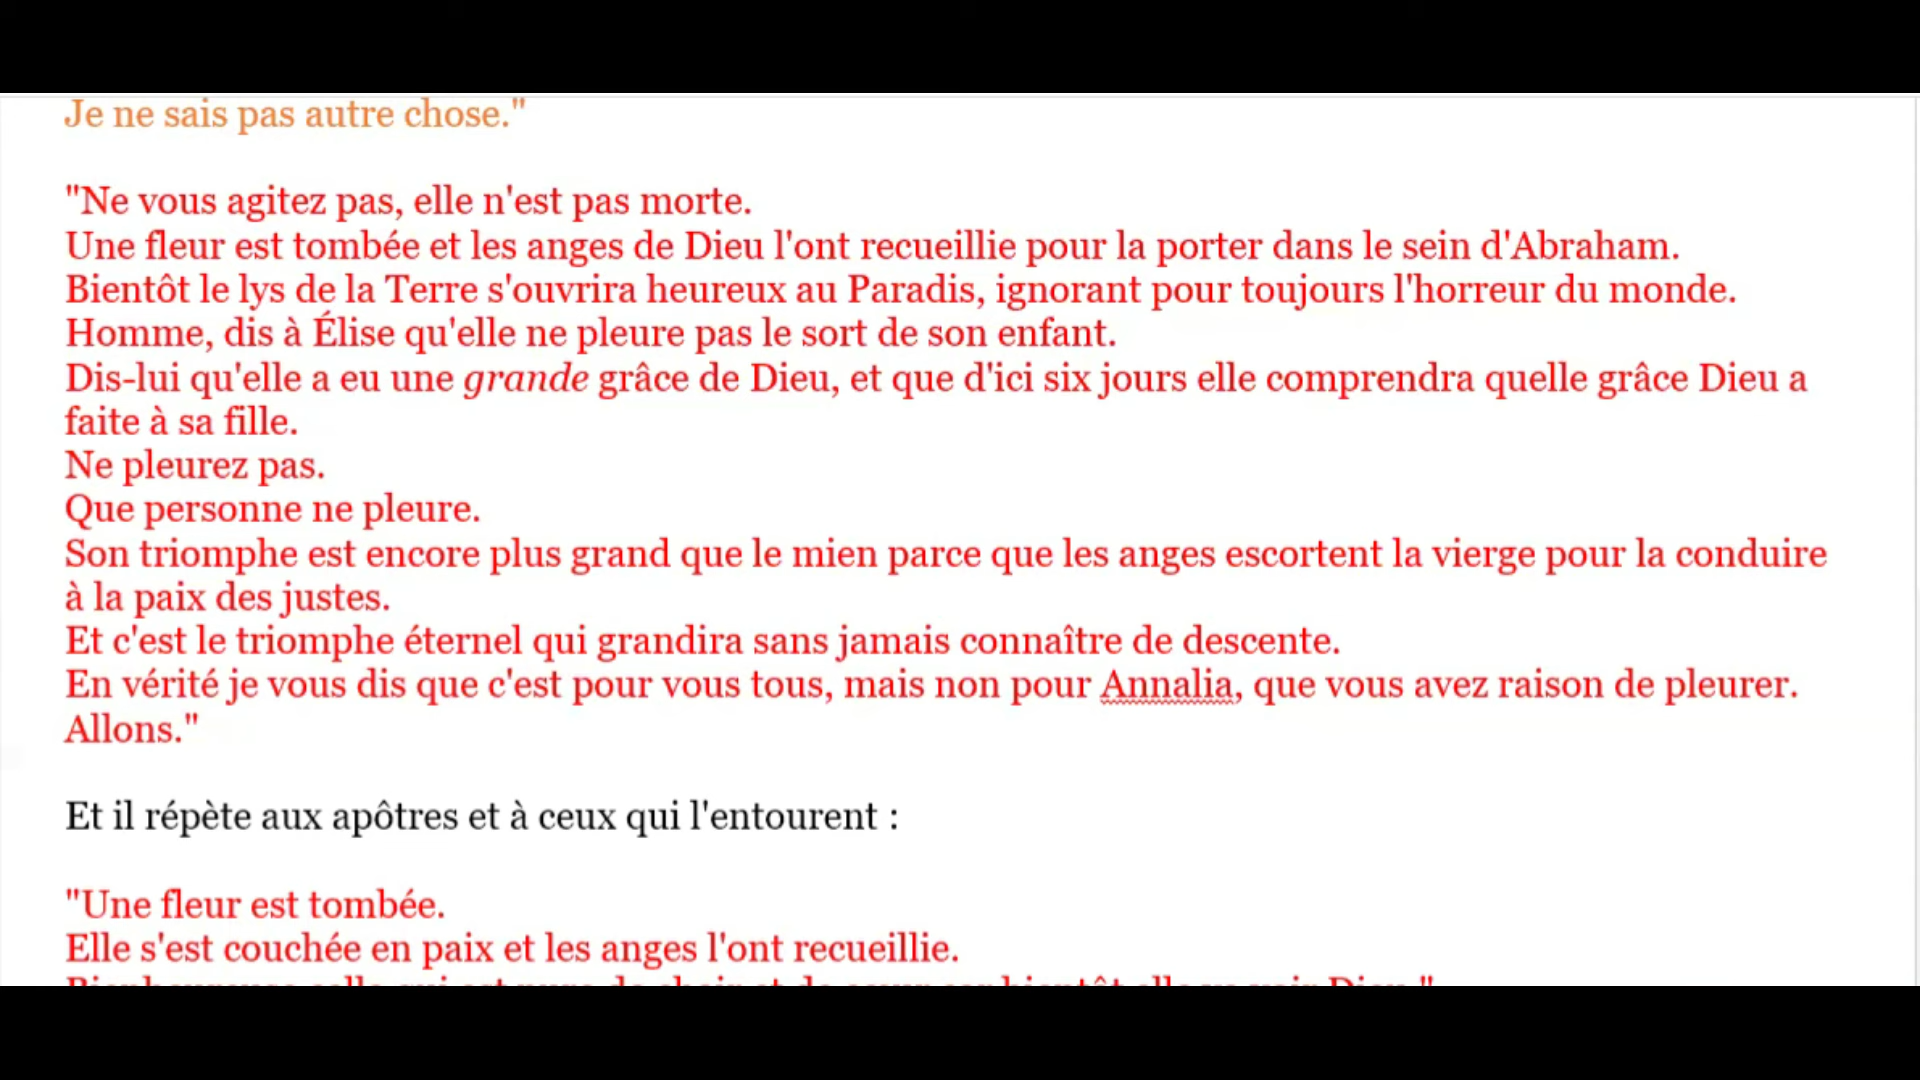 Je ne sais pas autre chose."
"Ne vous agitez pas, elle n'est pas morte.
Une fleur est tombée et les anges de Dieu l'ont recueillie pour la porter dans le sein d'Abraham.
Bientôt le lys de la Terre s'ouvrira heureux au Paradis, ignorant pour toujours l'horreur du monde.
Homme, dis à Élise qu'elle ne pleure pas le sort de son enfant.
Dis-lui qu'elle a eu une grande grâce de Dieu, et que d'ici six jours elle comprendra quelle grâce Dieu a
faite à sa fille.
Ne pleurez pas.
Que personne ne pleure.
Son triomphe est encore plus grand que le mien parce que les anges escortent la vierge pour la conduire
à la paix des justes.
Et c'est le triomphe éternel qui grandira sans jamais connaître de descente.
En vérité je vous dis que c'est pour vous tous, mais non pour Annalia, que vous avez raison de pleurer.
Allons."
Et il répète aux apôtres et à ceux qui l'entourent :
"Une fleur est tombée.
Elle s'est couchée en paix et les anges l'ont recueillie.